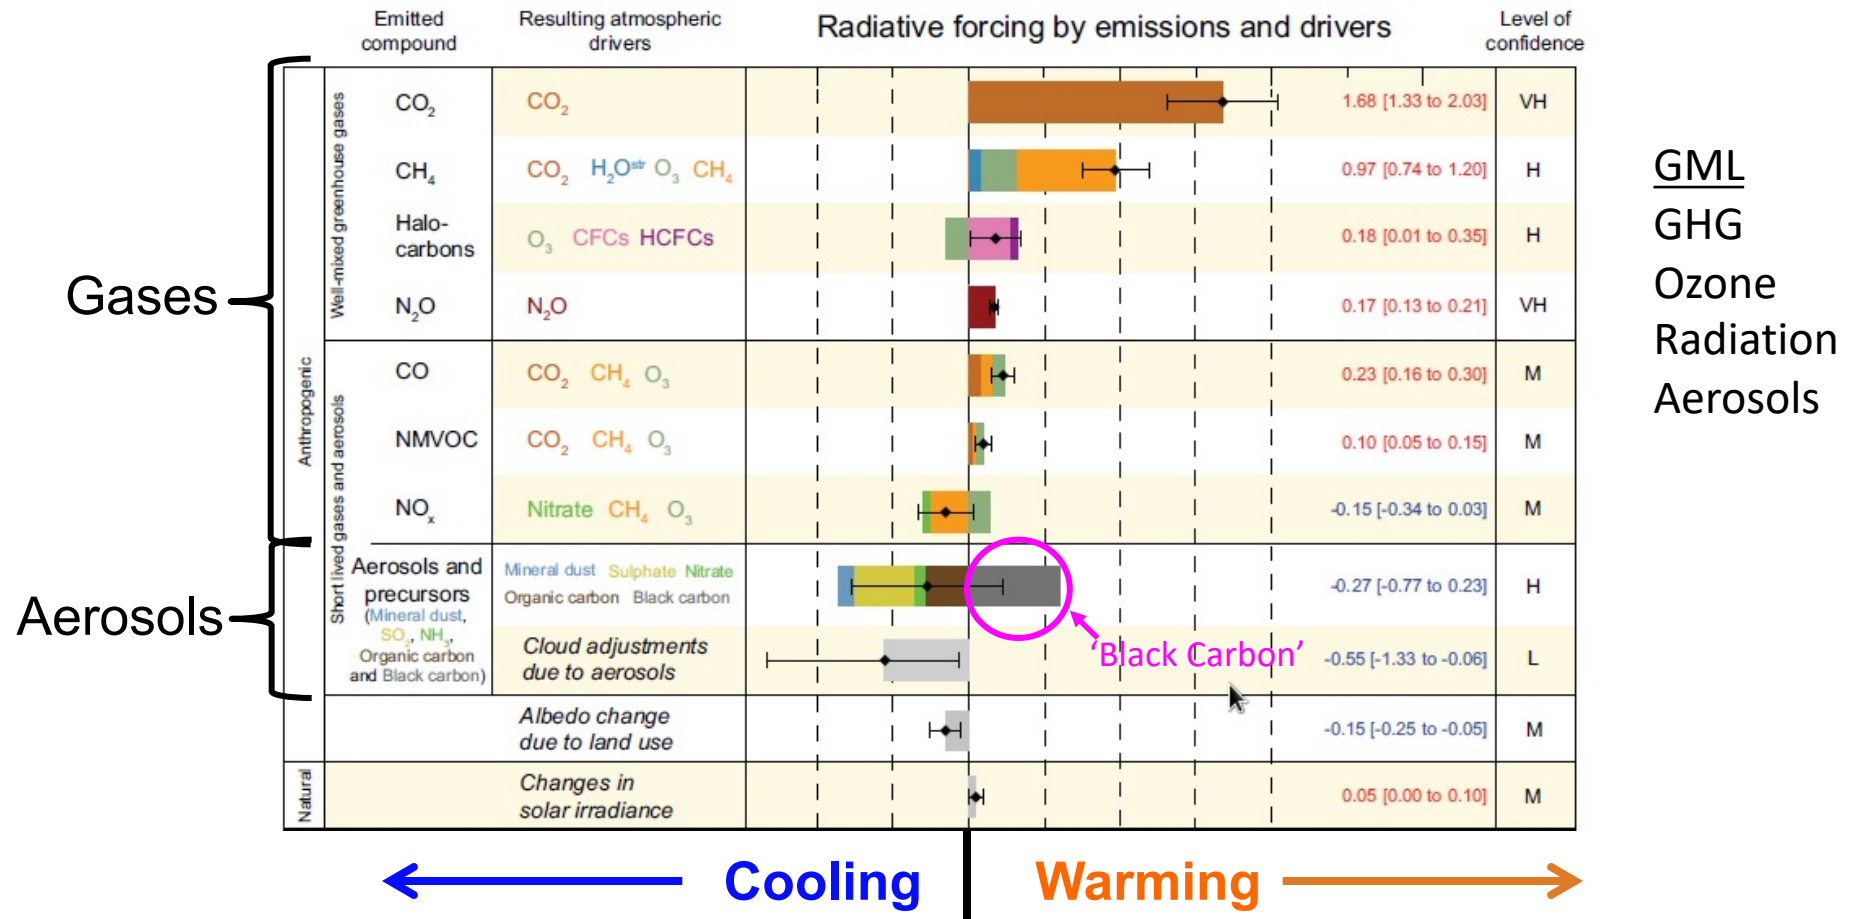 Emitted compound
Resulting atmospheric drivers
Radiative forcing by emissions and drivers
Level of confidence
Gases
Aerosols
Anthropogenic
Natural
Well-mixed greenhouse gases
Short lived gases and aerosols
CO₂ CO₂ 1.68 [1.33 to 2.03] VH
CH₄ CO₂ H₂Oˢᵗʳ O₃ CH₄ 0.97 [0.74 to 1.20] H
Halo-
carbons O₃ CFCs HCFCs 0.18 [0.01 to 0.35] H
N₂O N₂O 0.17 [0.13 to 0.21] VH
CO CO₂ CH₄ O₃ 0.23 [0.16 to 0.30] M
NMVOC CO₂ CH₄ O₃ 0.10 [0.05 to 0.15] M
NOₓ Nitrate CH₄ O₃ -0.15 [-0.34 to 0.03] M
Aerosols and
precursors
(Mineral dust,
SO₂, NH₃,
Organic carbon
and Black carbon)
Mineral dust Sulphate Nitrate
Organic carbon Black carbon
-0.27 [-0.77 to 0.23] H
'Black Carbon'
Cloud adjustments
due to aerosols
-0.55 [-1.33 to -0.06] L
Albedo change
due to land use
-0.15 [-0.25 to -0.05] M
Changes in
solar irradiance
0.05 [0.00 to 0.10] M
Cooling
Warming
GML
GHG
Ozone
Radiation
Aerosols